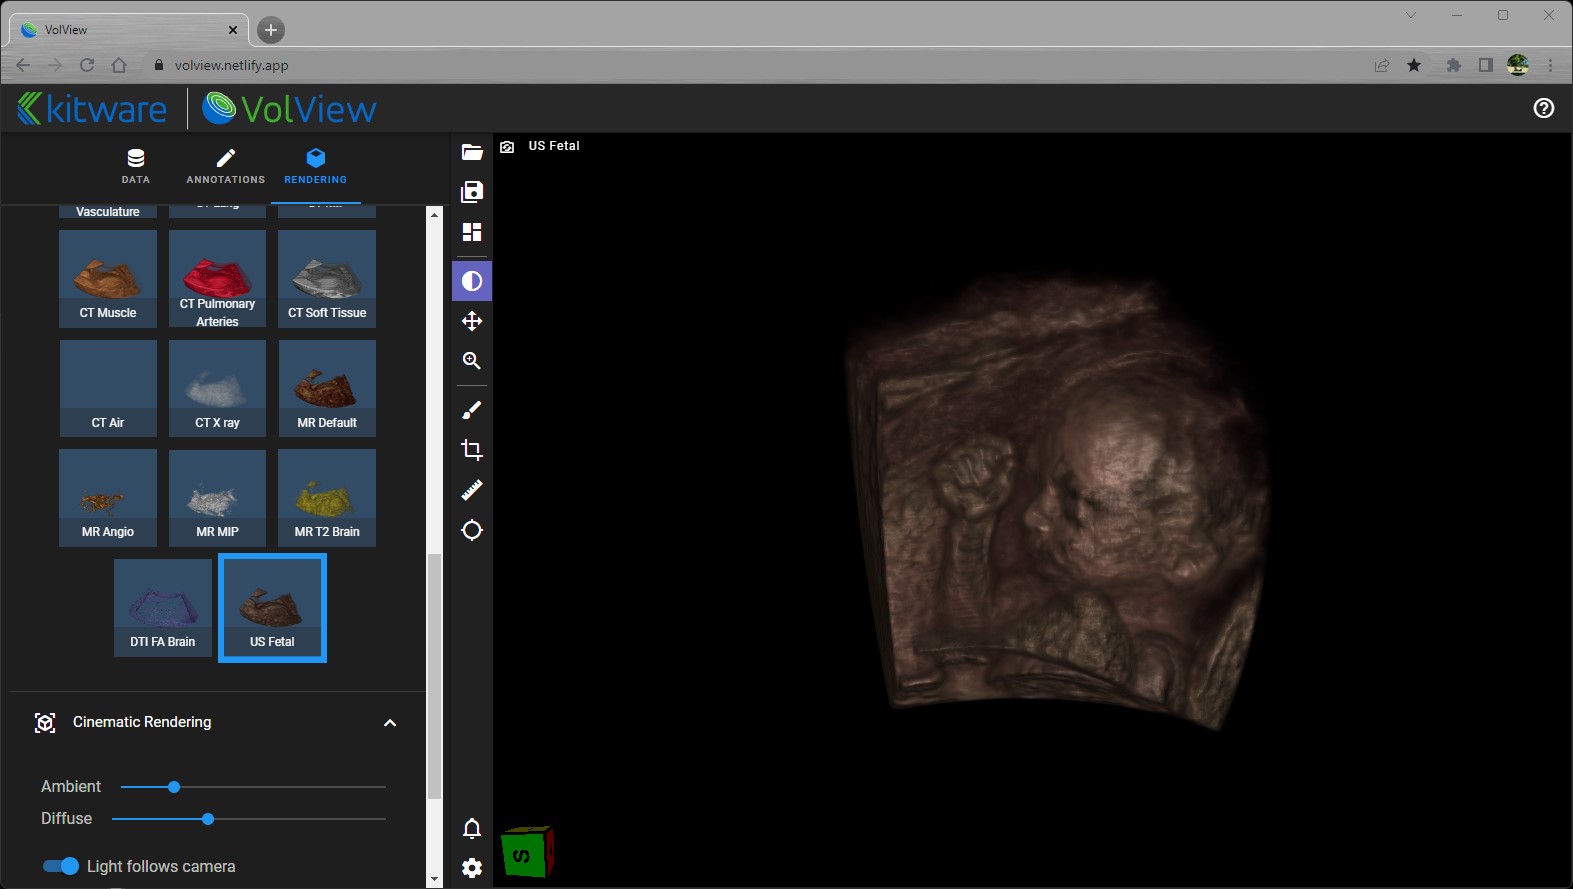 VolView
volview.netlify.app
kitware
VolView
DATA
ANNOTATIONS
RENDERING
US Fetal
Vasculature
CT Muscle
CT Pulmonary
Arteries
CT Soft Tissue
CT Air
CT X ray
MR Default
MR Angio
MR MIP
MR T2 Brain
DTI FA Brain
US Fetal
Cinematic Rendering
Ambient
Diffuse
Light follows camera
S